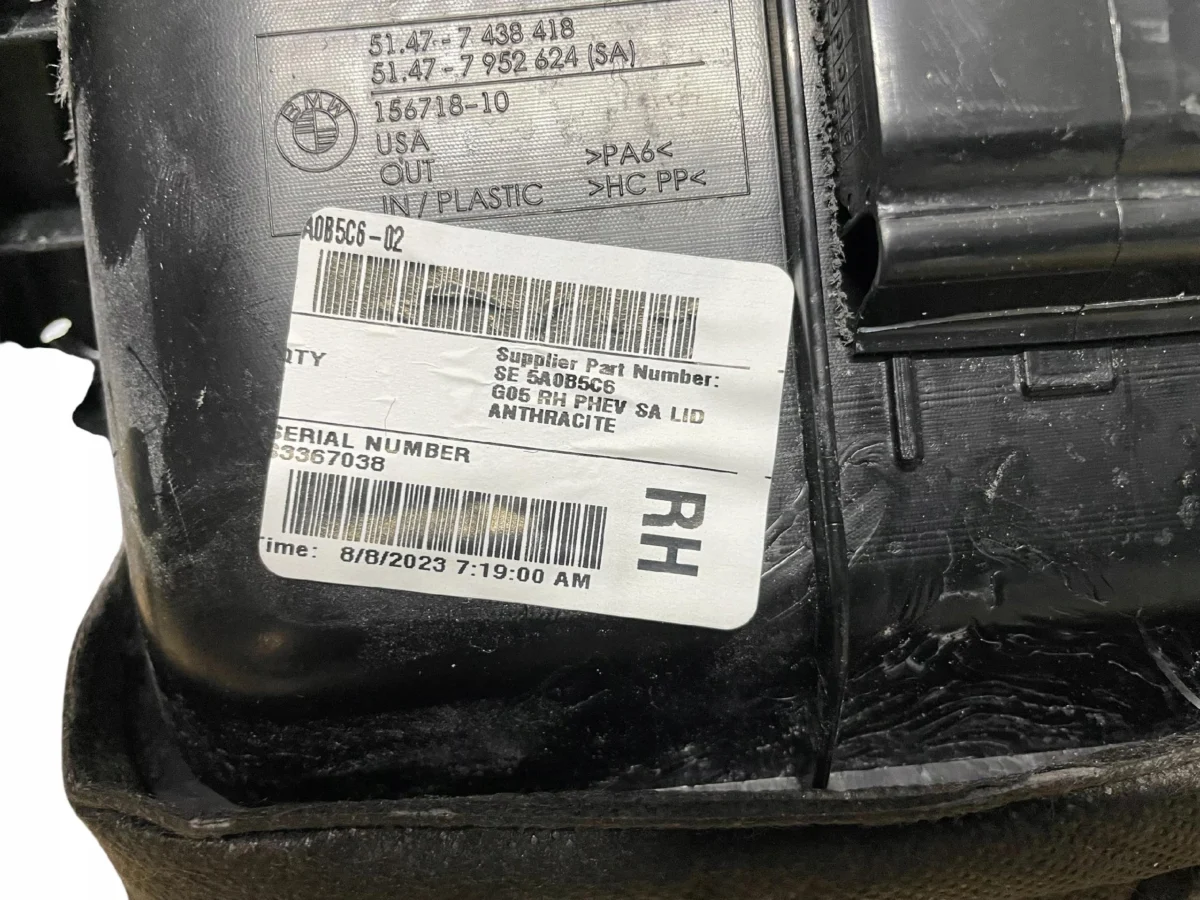 51.47-7 438 418
51.47-7 952 624 (SA)
BMW
156718-10
USA
OUT >PA6<
IN / PLASTIC >HC PP<
A0B5C6-02
QTY
Supplier Part Number:
SE 5A0B5C6
G05 RH PHEV SA LID
ANTHRACITE
SERIAL NUMBER
33367038
RH
Time: 8/8/2023 7:19:00 AM